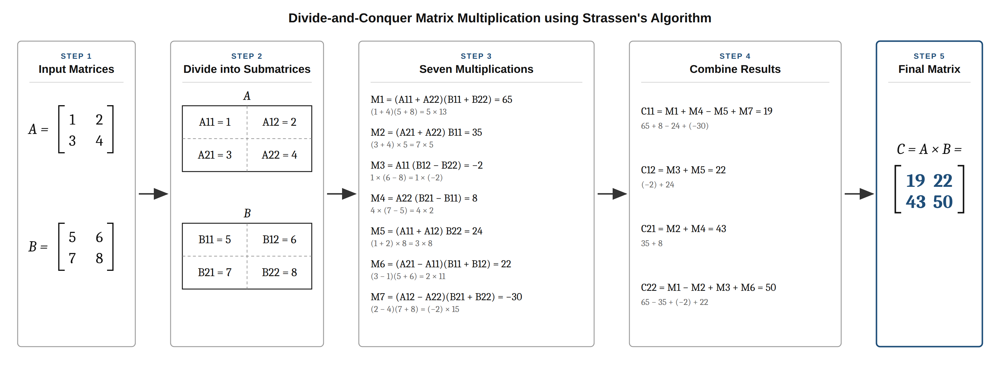 Divide-and-Conquer Matrix Multiplication using Strassen's Algorithm
STEP 1
Input Matrices
A =
1 2
3 4
B =
5 6
7 8
STEP 2
Divide into Submatrices
A
A11 = 1 A12 = 2
A21 = 3 A22 = 4
B
B11 = 5 B12 = 6
B21 = 7 B22 = 8
STEP 3
Seven Multiplications
M1 = (A11 + A22)(B11 + B22) = 65
(1 + 4)(5 + 8) = 5 × 13
M2 = (A21 + A22) B11 = 35
(3 + 4) × 5 = 7 × 5
M3 = A11 (B12 − B22) = −2
1 × (6 − 8) = 1 × (−2)
M4 = A22 (B21 − B11) = 8
4 × (7 − 5) = 4 × 2
M5 = (A11 + A12) B22 = 24
(1 + 2) × 8 = 3 × 8
M6 = (A21 − A11)(B11 + B12) = 22
(3 − 1)(5 + 6) = 2 × 11
M7 = (A12 − A22)(B21 + B22) = −30
(2 − 4)(7 + 8) = (−2) × 15
STEP 4
Combine Results
C11 = M1 + M4 − M5 + M7 = 19
65 + 8 − 24 + (−30)
C12 = M3 + M5 = 22
(−2) + 24
C21 = M2 + M4 = 43
35 + 8
C22 = M1 − M2 + M3 + M6 = 50
65 − 35 + (−2) + 22
STEP 5
Final Matrix
C = A × B =
19 22
43 50